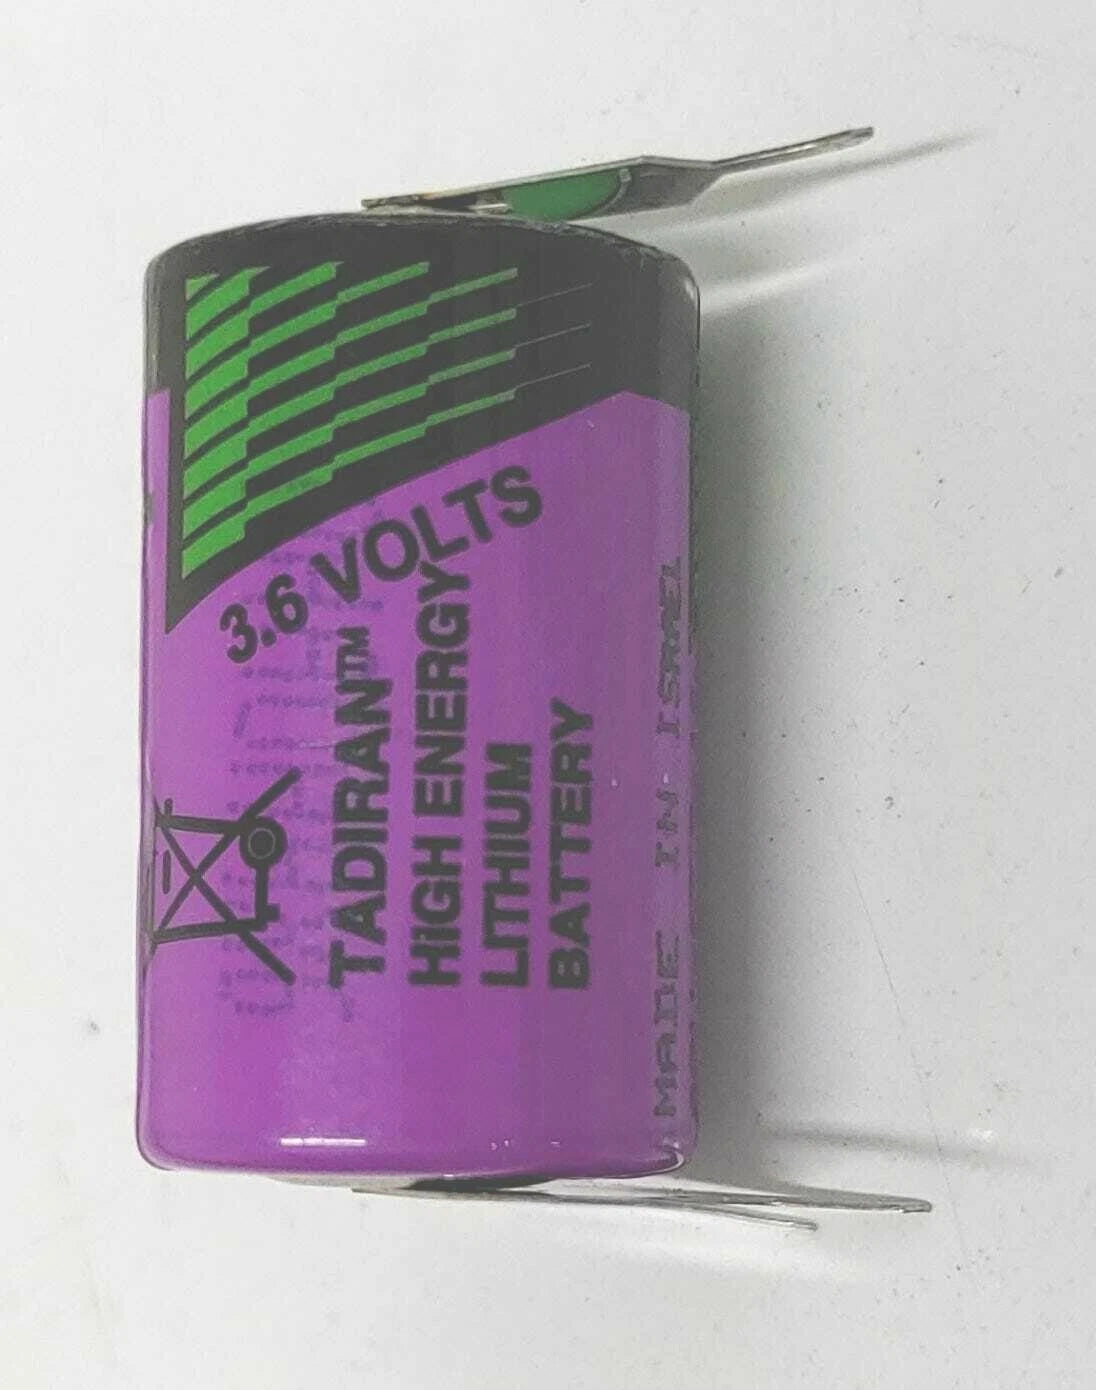 3.6 VOLTS
TADIRAN™
HIGH ENERGY
LITHIUM
BATTERY
MADE IN ISRAEL